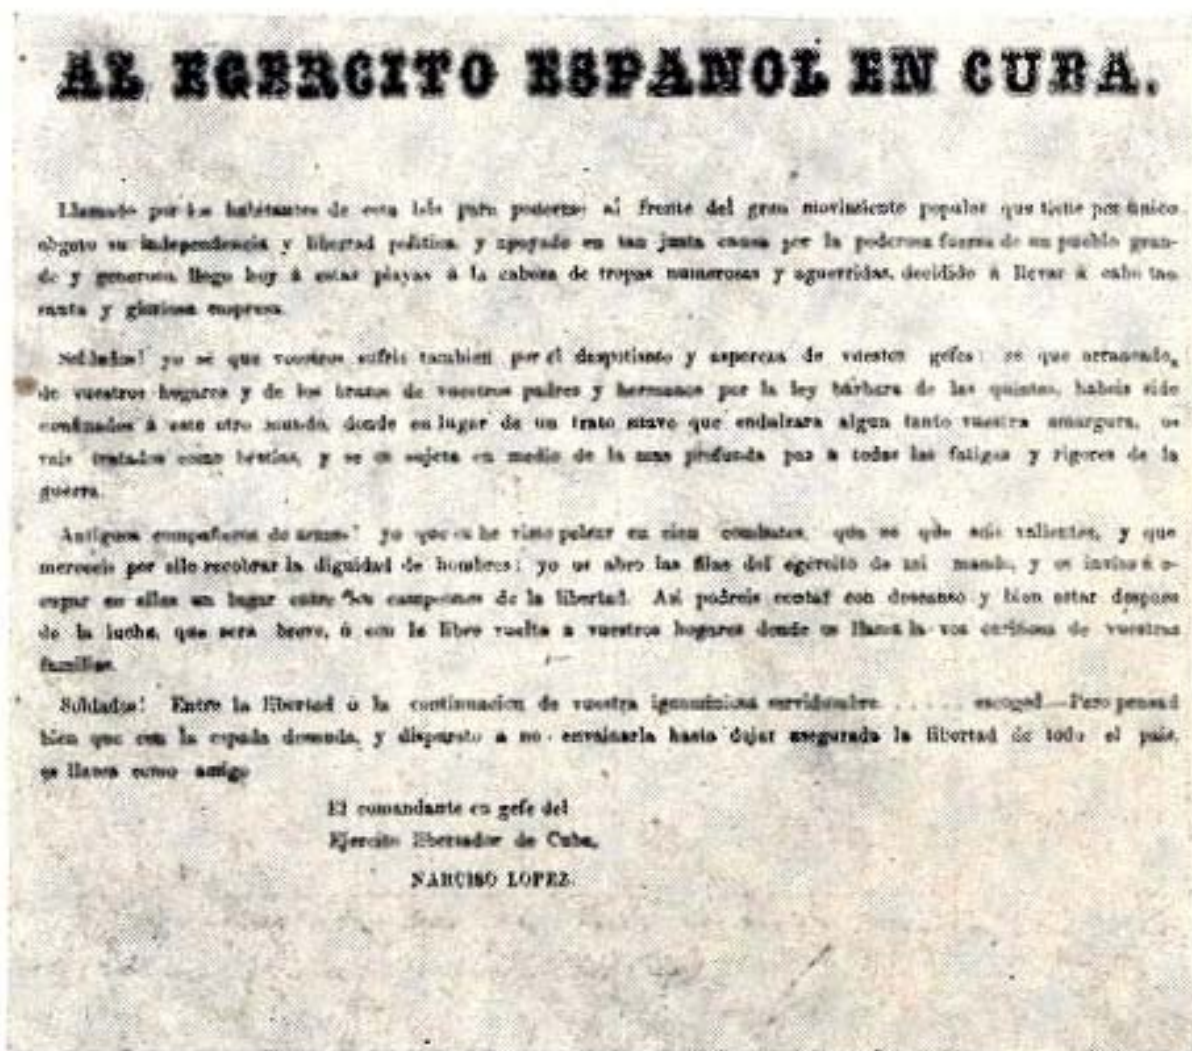 AL EGERCITO ESPAÑOL EN CUBA.
Llamado por los habitantes de esta Isla para ponerme al frente del gran movimiento popular que tiene por único
obgeto su independencia y libertad politica, y apoyado en tan justa causa por la poderosa fuerza de un pueblo gran-
de y generoso, llego hoy á estas playas á la cabeza de tropas numerosas y aguerridas, decidido á llevar á cabo tan
santa y gloriosa empresa.
Soldados! yo sé que vosotros sufris tambien por el despotismo y aspereza de vuestos gefes: se que arrancados,
de vuestros hogares y de los brazos de vuestros padres y hermanos por la ley bárbara de las quintas, habeis sido
confinados á este otro mundo, donde en lugar de un trato suave que endulzara algun tanto vuestra amargura, os
veis tratados como bestias, y se os sujeta en medio de la mas profunda paz a todas las fatigas y rigores de la
guerra.
Antiguos compañeros de armas! yo que os he visto pelear en cien combates, que se que sois valientes, y que
mereceis por ello recobrar la dignidad de hombres; yo os abro las filas del egército de mi mando, y os invito á o-
cupar en ellas un lugar entre los campeones de la libertad. Asi podreis contar con descanso y bien estar despues
de la lucha, que sera breve, ó con la libre vuelta a vuestros hogares donde os llama la voz cariñosa de vuestras
familias.
Soldados! Entre la libertad ó la continuacion de vuestra ignominiosa servidumbre . . . . . escoged—Pero pensad
bien que con la espada desnuda, y dispuesto a no envainarla hasta dejar asegurada la libertad de todo el pais,
os llama como amigo
El comandante en gefe del
Ejercito libertador de Cuba,
NARCISO LOPEZ.